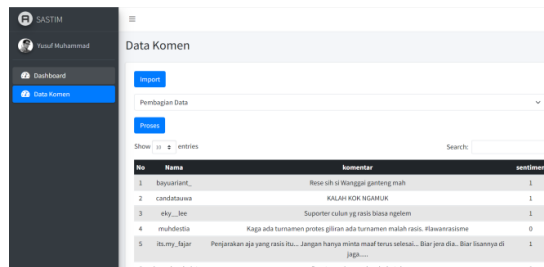 SASTIM
Yusuf Muhammad
Dashboard
Data Komen
Data Komen
Import
Pembagian Data
Proses
Show 10 entries
Search:
No Nama komentar sentimen
1 bayuariant_ Rese sih si Wanggai ganteng mah 1
2 candatauwa KALAH KOK NGAMUK 1
3 eky__lee Suporter culun yg rasis biasa ngelem 1
4 muhdestia Kaga ada turnamen protes giliran ada turnamen malah rasis. #lawanrasisme 0
5 its.my_fajar Penjarakan aja yang rasis itu... Jangan hanya minta maaf terus selesai... Biar jera dia.. Biar lisannya di 1
jaga.....